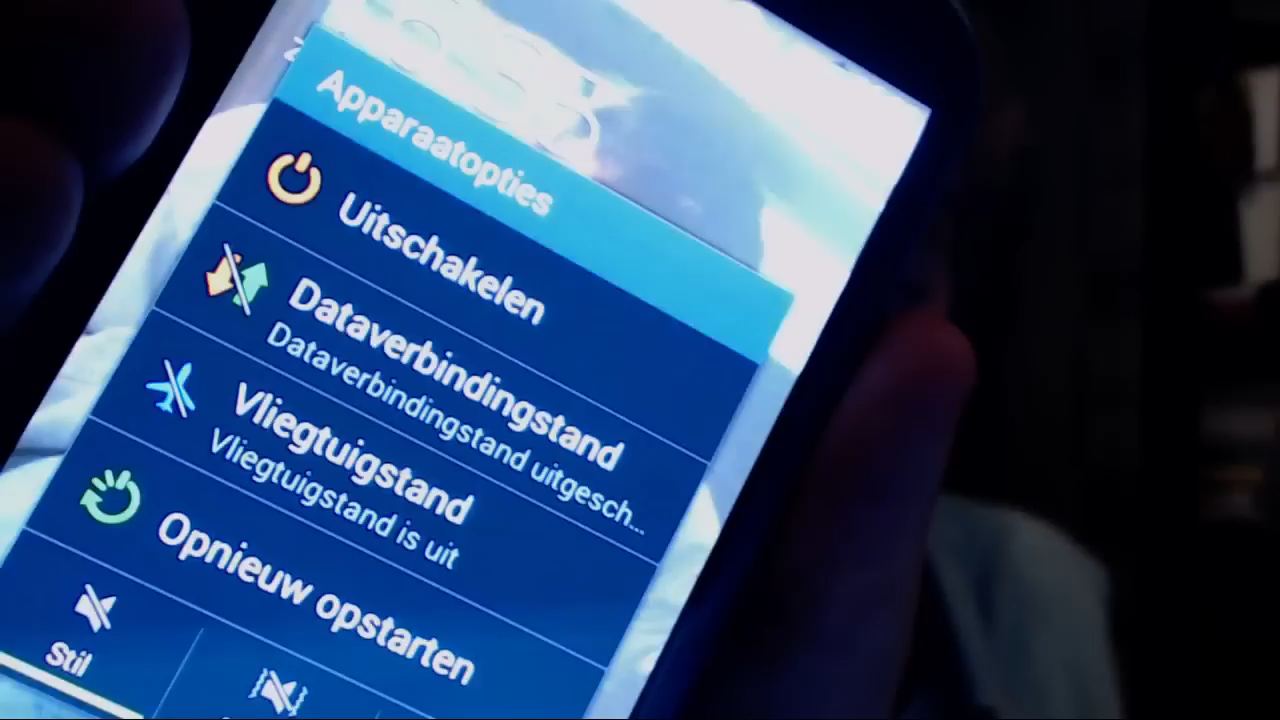 Apparaatopties
Uitschakelen
Dataverbindingstand
Dataverbindingstand uitgesch...
Vliegtuigstand
Vliegtuigstand is uit
Opnieuw opstarten
Stil